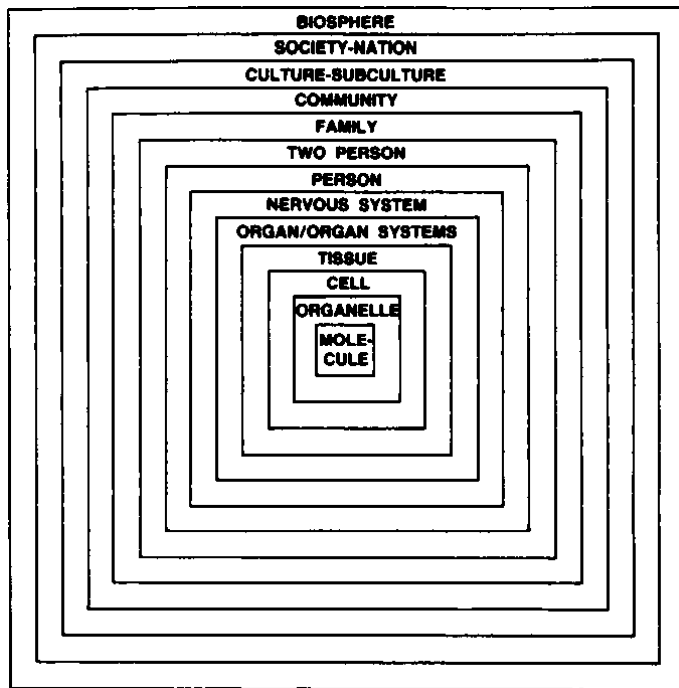 BIOSPHERE
SOCIETY-NATION
CULTURE-SUBCULTURE
COMMUNITY
FAMILY
TWO PERSON
PERSON
NERVOUS SYSTEM
ORGAN/ORGAN SYSTEMS
TISSUE
CELL
ORGANELLE
MOLE-
CULE